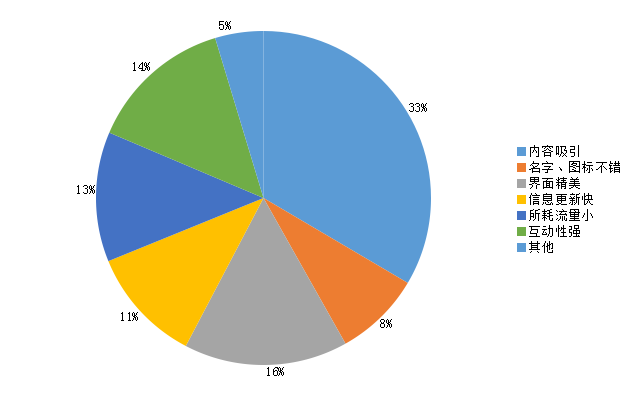 5%
14%
33%
13%
11%
8%
16%
内容吸引
名字、图标不错
界面精美
信息更新快
所耗流量小
互动性强
其他